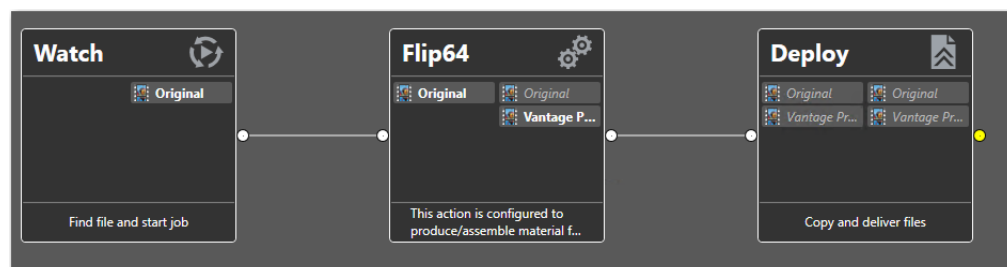 Watch
Original
Find file and start job
Flip64
Original
Original
Vantage P...
This action is configured to
produce/assemble material f...
Deploy
Original
Original
Vantage Pr...
Vantage Pr...
Copy and deliver files